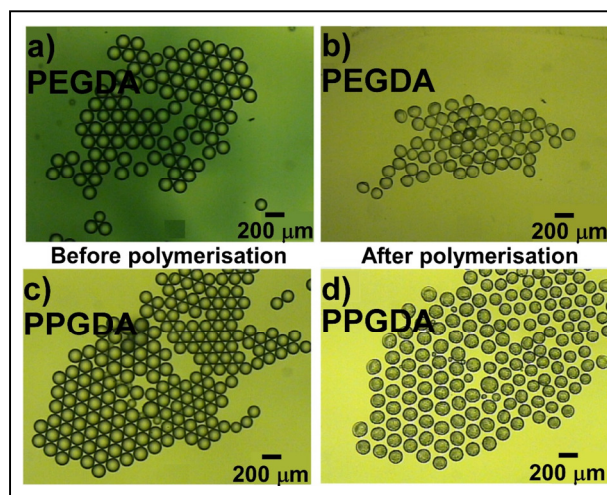 a)
PEGDA
200 μm
b)
PEGDA
200 μm
Before polymerisation
After polymerisation
c)
PPGDA
200 μm
d)
PPGDA
200 μm